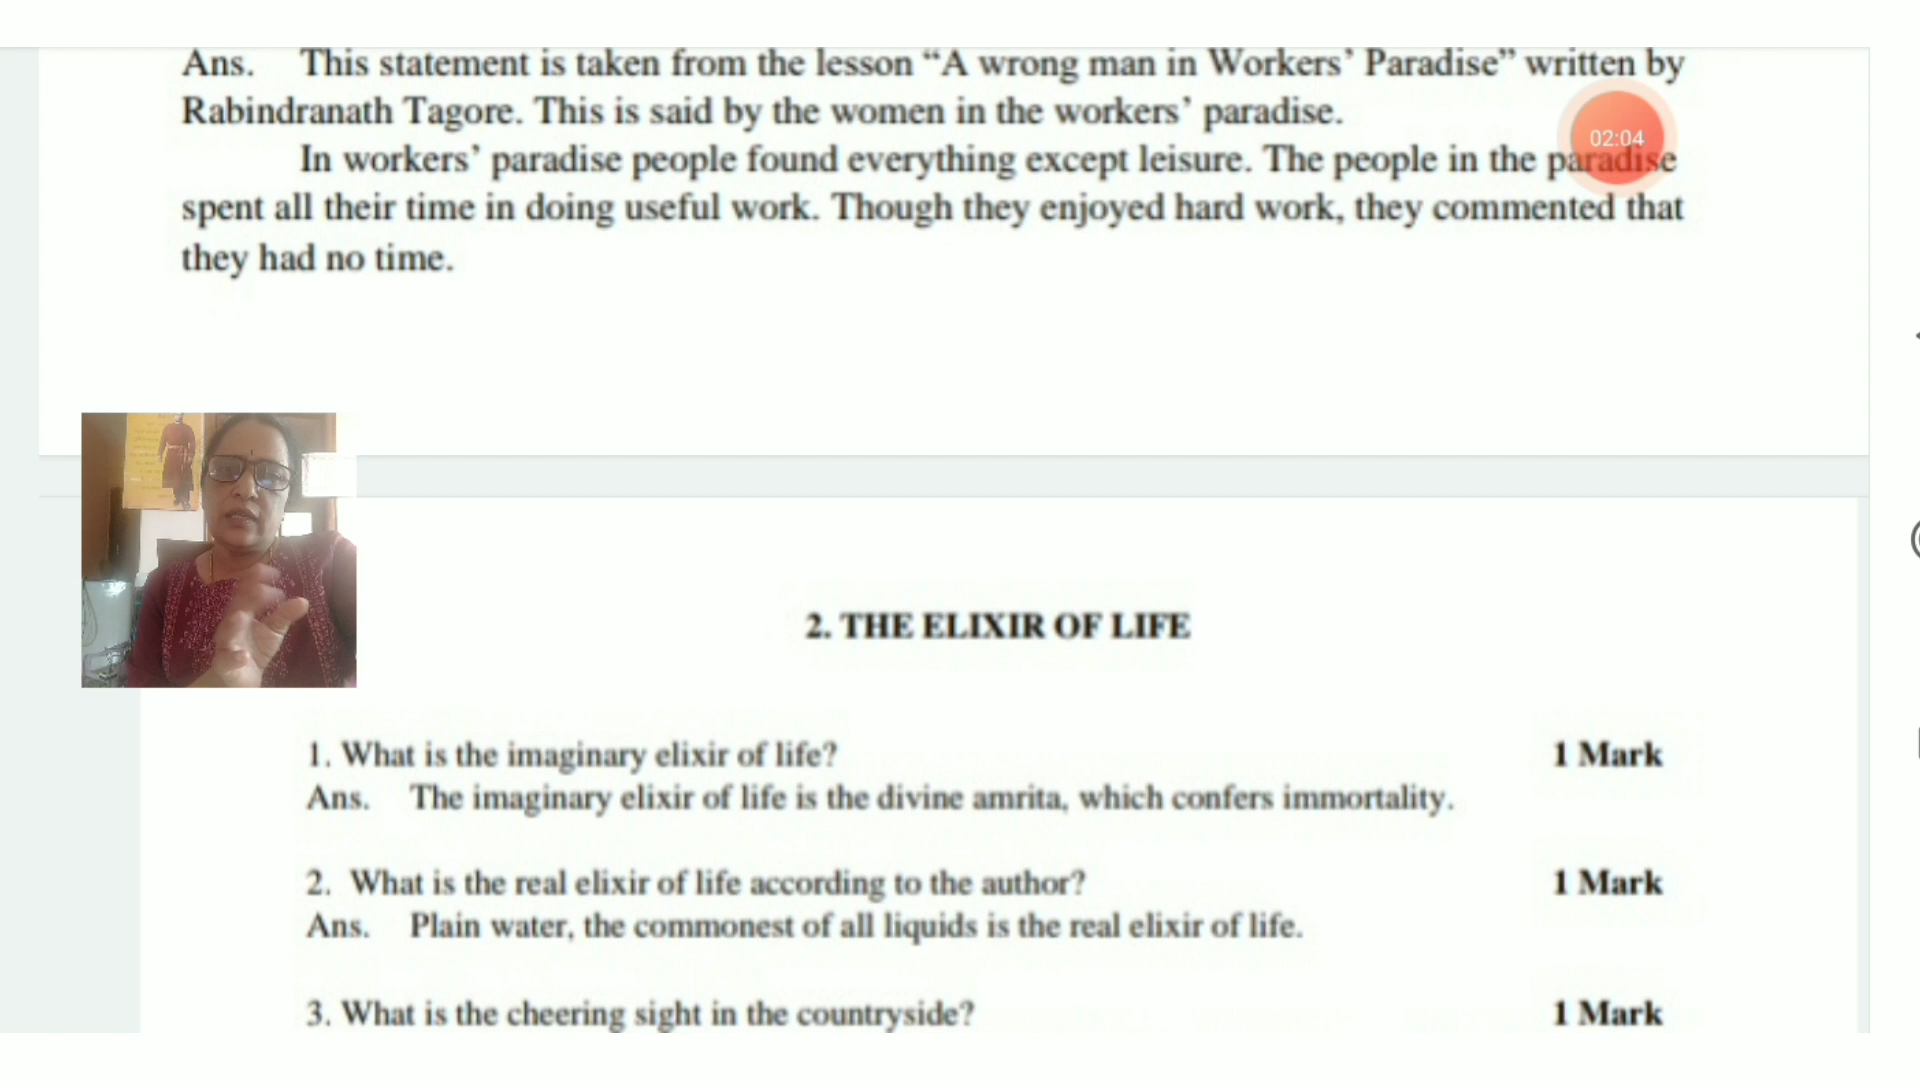 Ans. This statement is taken from the lesson “A wrong man in Workers’ Paradise” written by
Rabindranath Tagore. This is said by the women in the workers’ paradise.
02:04
In workers’ paradise people found everything except leisure. The people in the paradise
spent all their time in doing useful work. Though they enjoyed hard work, they commented that
they had no time.
2. THE ELIXIR OF LIFE
1. What is the imaginary elixir of life? 1 Mark
Ans. The imaginary elixir of life is the divine amrita, which confers immortality.
2. What is the real elixir of life according to the author? 1 Mark
Ans. Plain water, the commonest of all liquids is the real elixir of life.
3. What is the cheering sight in the countryside? 1 Mark